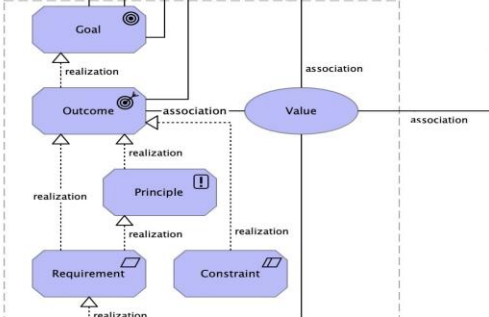 Goal
realization
association
Outcome
association
Value
association
realization
Principle
realization
realization
realization
Requirement
Constraint
realization